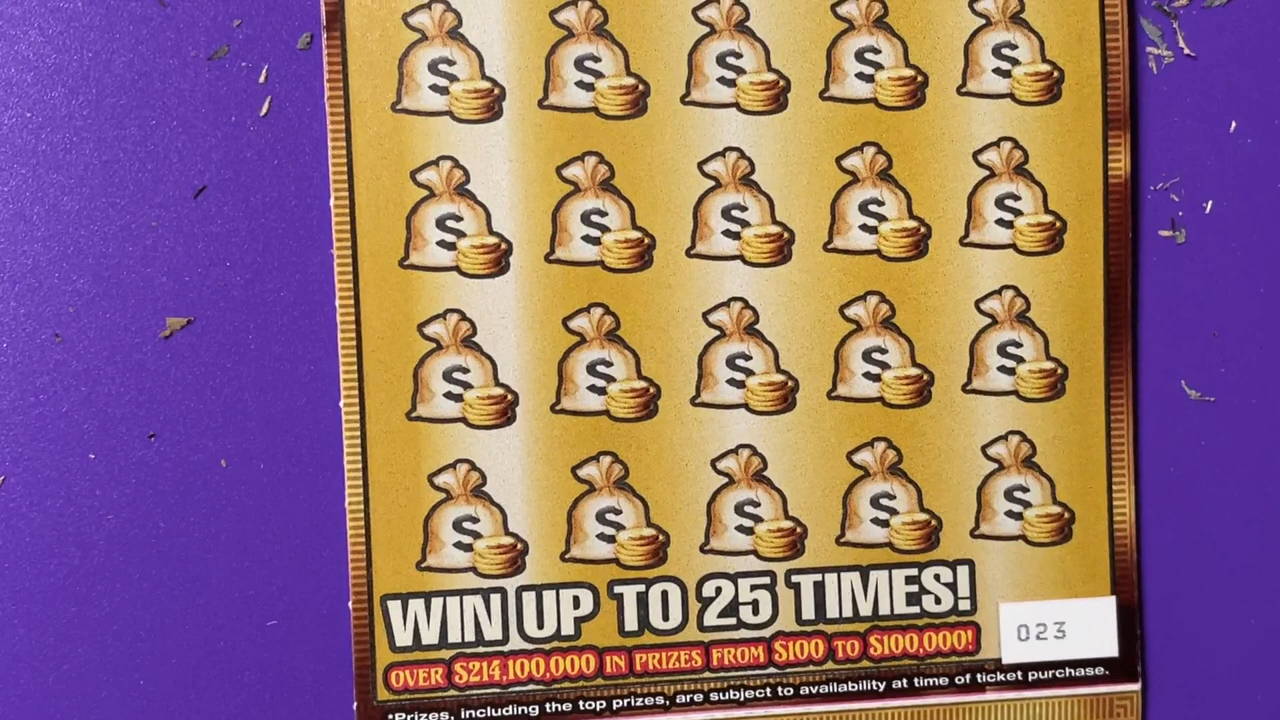 $ $ $ $ $
$ $ $ $ $
$ $ $ $ $
$ $ $ $ $
WIN UP TO 25 TIMES!
OVER $214,100,000 IN PRIZES FROM $100 TO $100,000!
023
*Prizes, including the top prizes, are subject to availability at time of ticket purchase.